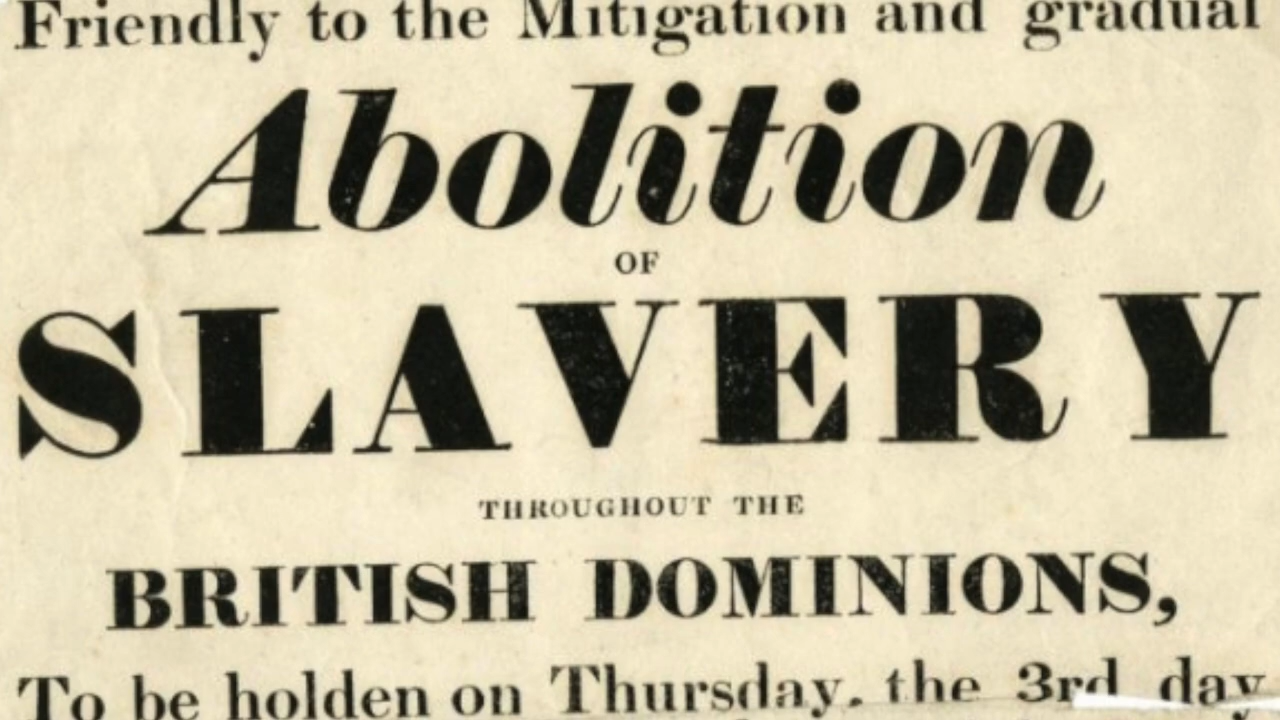 Friendly to the Mitigation and gradual
Abolition
OF
SLAVERY
THROUGHOUT THE
BRITISH DOMINIONS,
To be holden on Thursday, the 3rd day